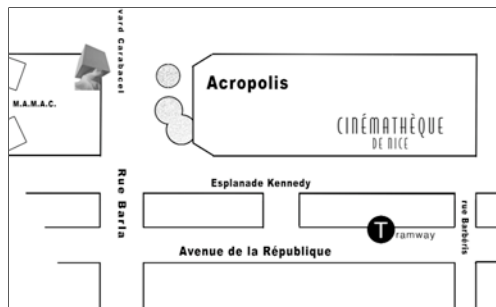 vard Carabacel
Acropolis
M.A.M.A.C.
CINÉMATHÈQUE
DE NICE
Rue Barla
Esplanade Kennedy
rue Barbéris
Tramway
Avenue de la République